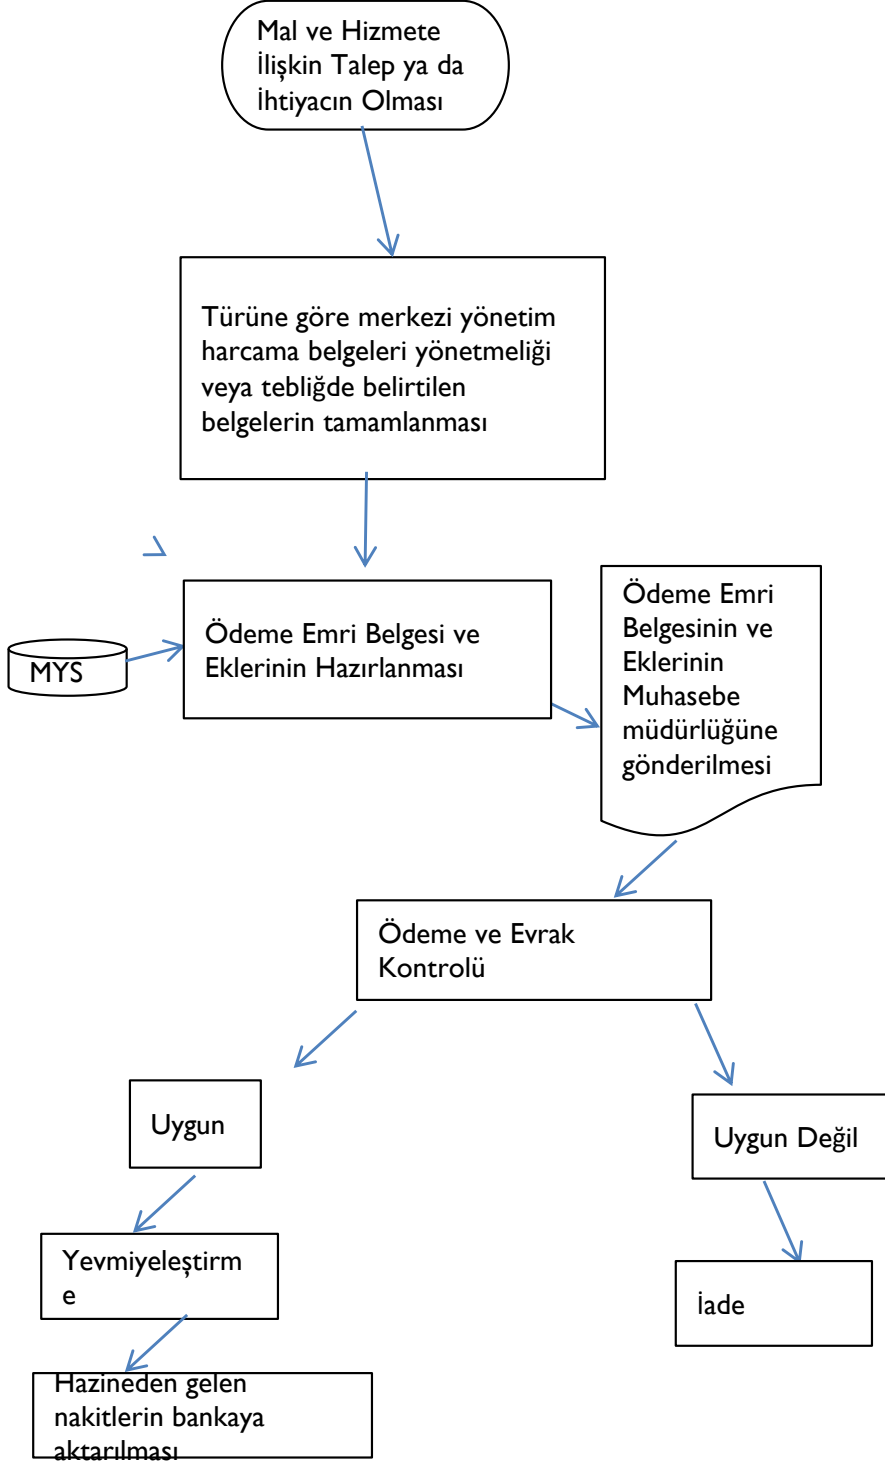 Mal ve Hizmete
İlişkin Talep ya da
İhtiyacın Olması
Türüne göre merkezi yönetim
harcama belgeleri yönetmeliği
veya tebliğde belirtilen
belgelerin tamamlanması
MYS
Ödeme Emri Belgesi ve
Eklerinin Hazırlanması
Ödeme Emri
Belgesinin ve
Eklerinin
Muhasebe
müdürlüğüne
gönderilmesi
Ödeme ve Evrak
Kontrolü
Uygun
Uygun Değil
Yevmiyeleştirm
e
İade
Hazineden gelen
nakitlerin bankaya
aktarılması